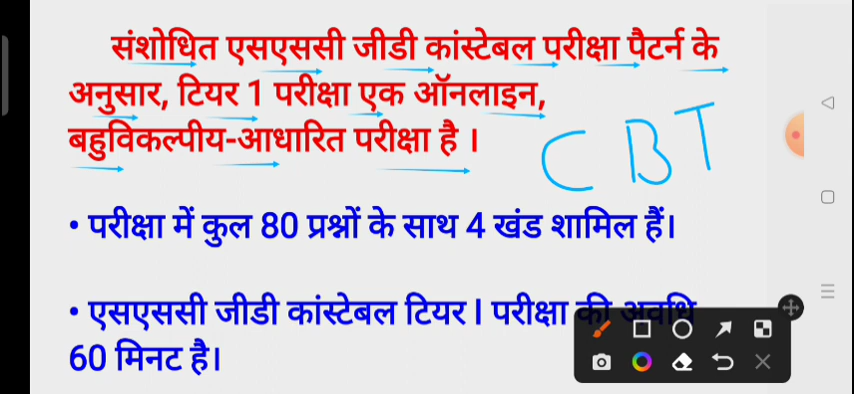 संशोधित एसएससी जीडी कांस्टेबल परीक्षा पैटर्न के
अनुसार, टियर 1 परीक्षा एक ऑनलाइन,
बहुविकल्पीय-आधारित परीक्षा है ।
CBT
• परीक्षा में कुल 80 प्रश्नों के साथ 4 खंड शामिल हैं।
• एसएससी जीडी कांस्टेबल टियर I परीक्षा की अवधि
60 मिनट है।